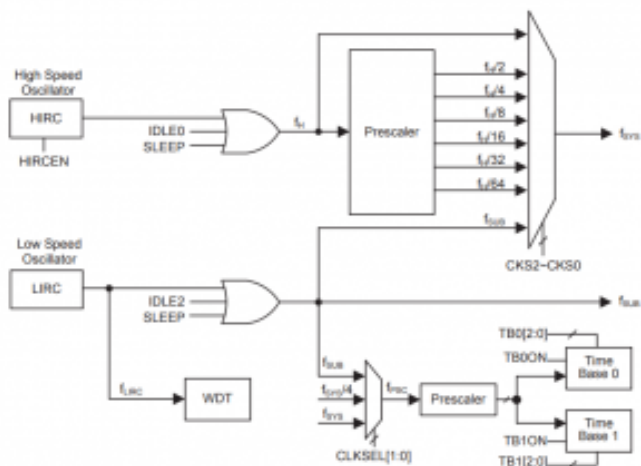 High Speed
Oscillator
HIRC
HIRCEN
IDLE0
SLEEP
fH
Prescaler
fH/2
fH/4
fH/8
fH/16
fH/32
fH/64
fSUB
fSYS
CKS2~CKS0
Low Speed
Oscillator
LIRC
IDLE2
SLEEP
fSUB
fLIRC
WDT
fSUB
fSYS/4
fSYS
fPSC
Prescaler
CLKSEL[1:0]
TB0[2:0]
TB0ON
Time
Base 0
Time
Base 1
TB1ON
TB1[2:0]